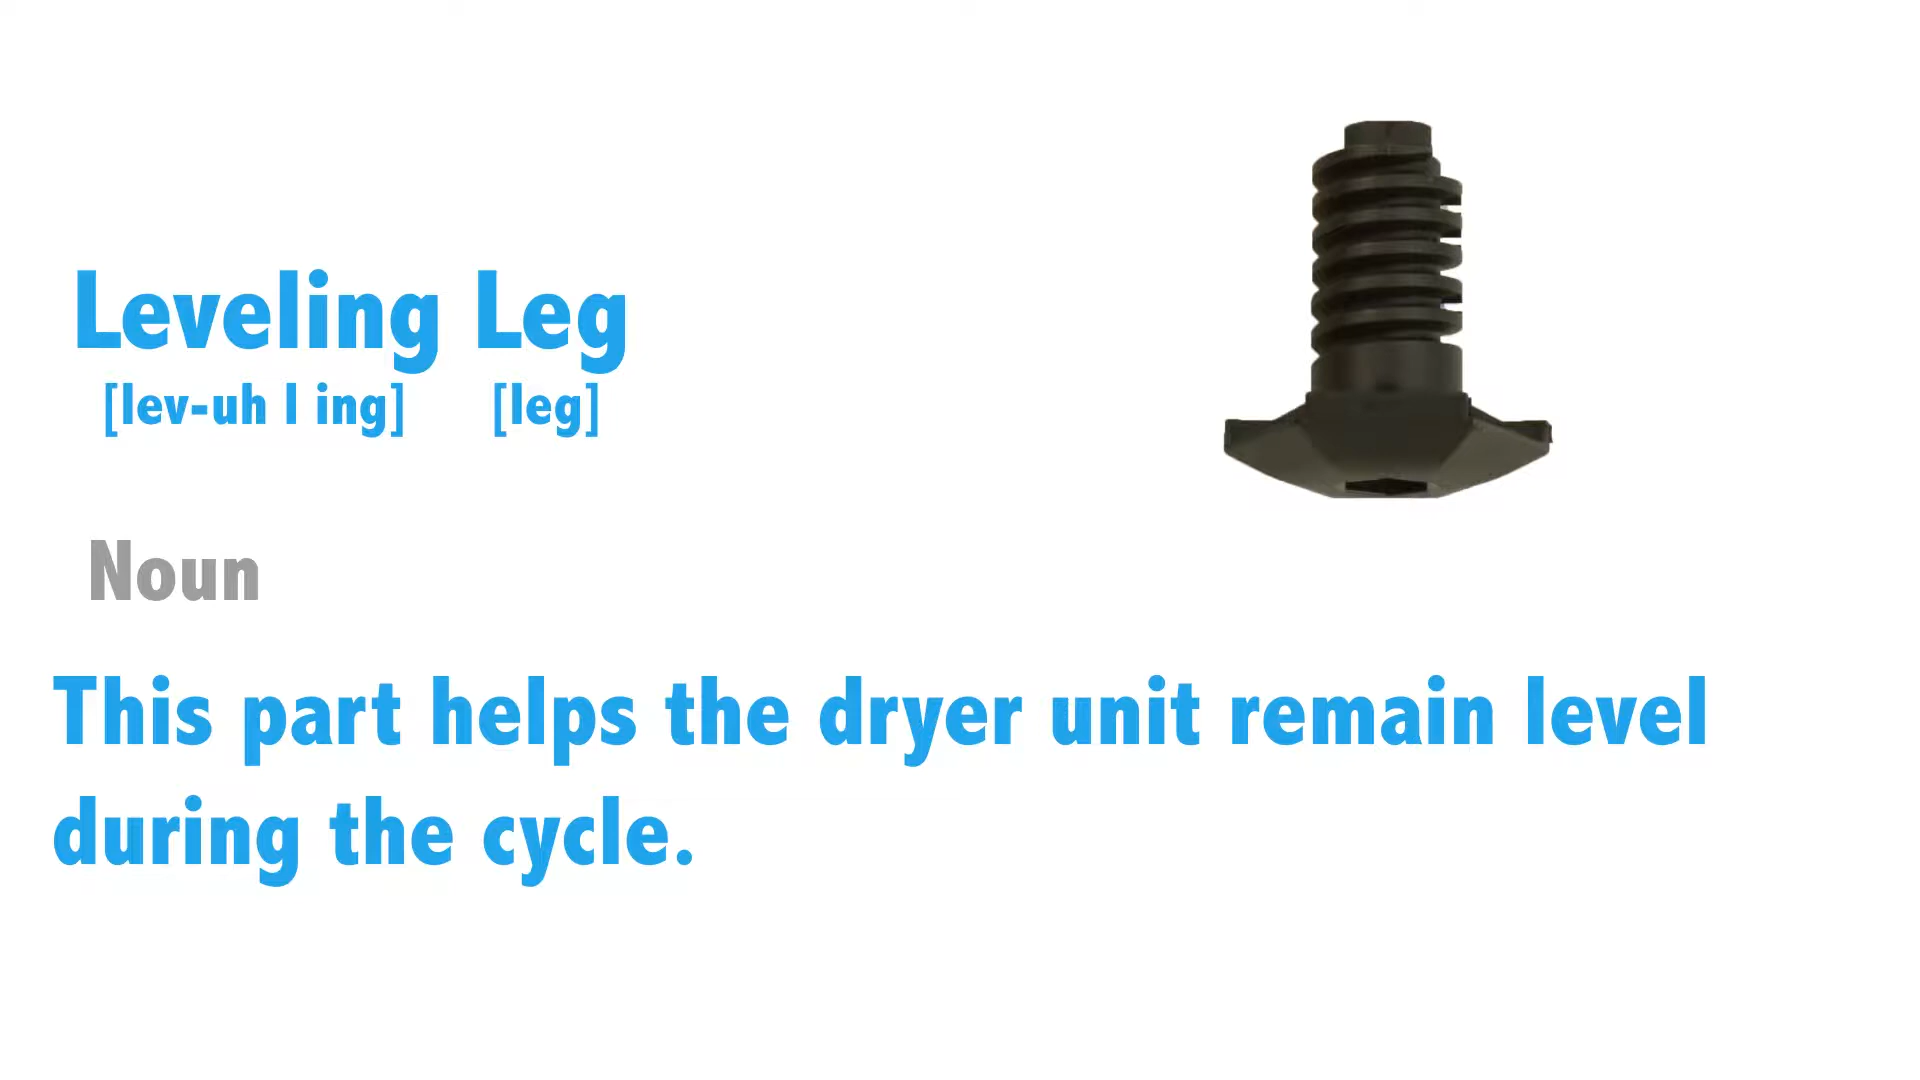 Leveling Leg
[lev-uh l ing] [leg]
Noun
This part helps the dryer unit remain level
during the cycle.